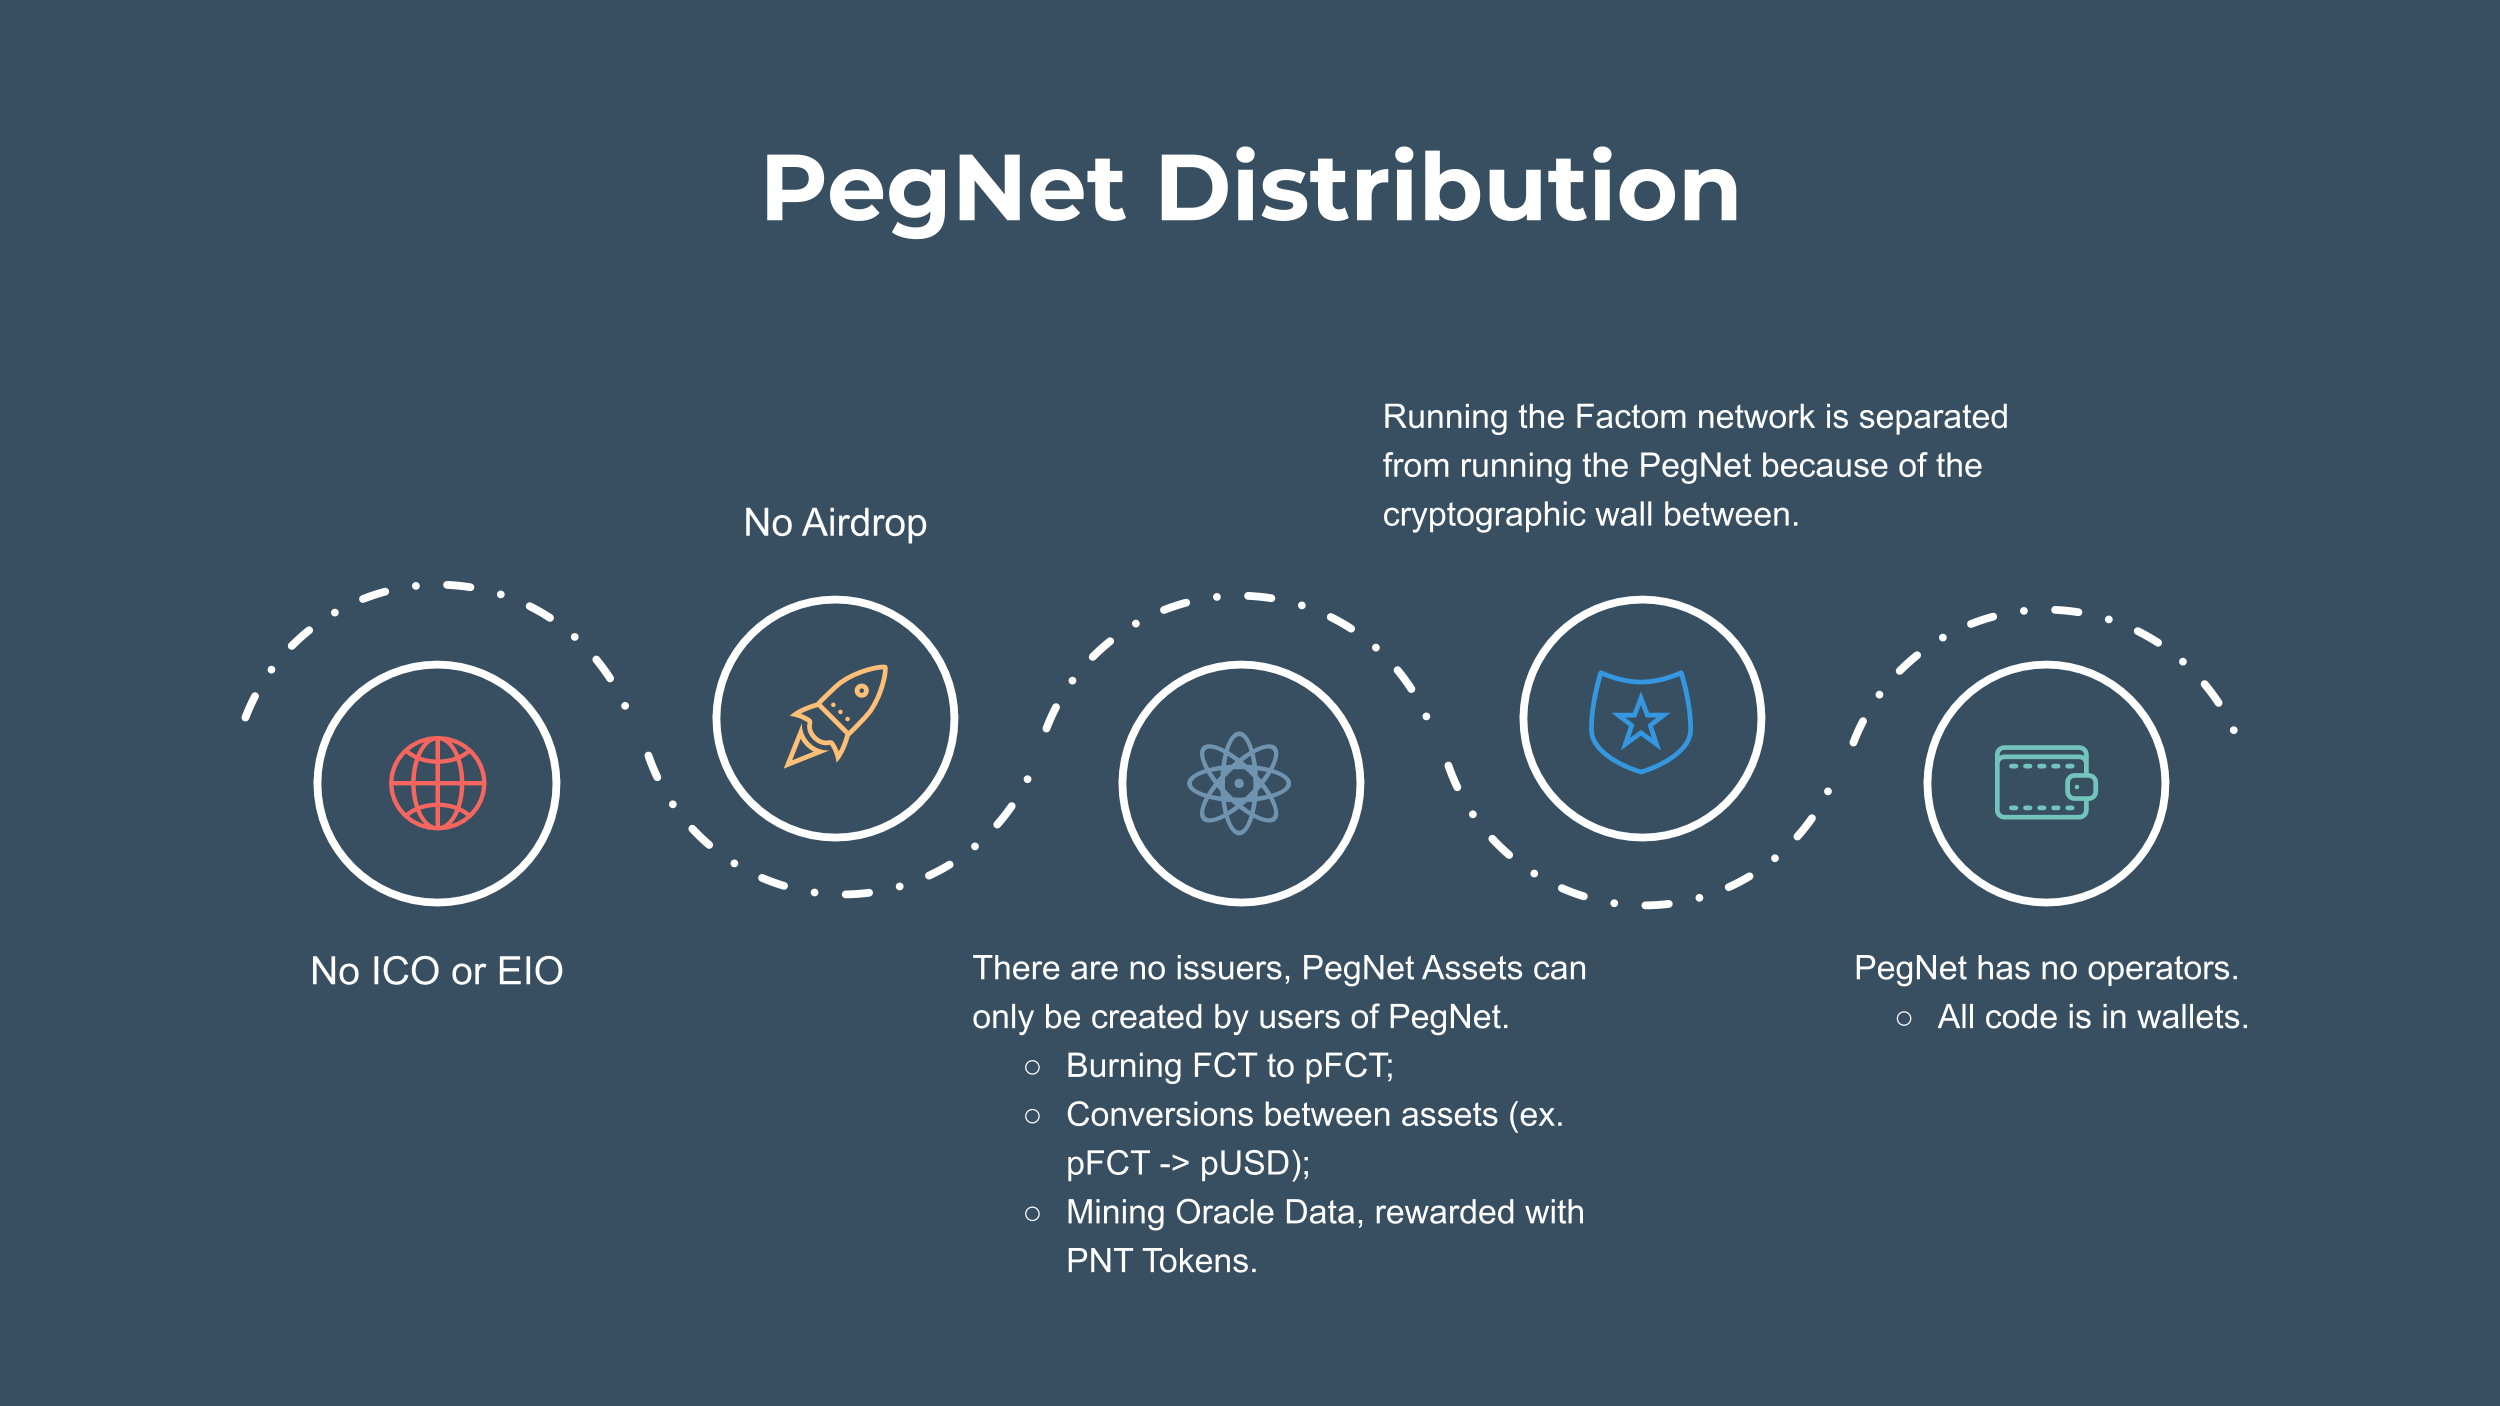 PegNet Distribution
No ICO or EIO
No Airdrop
There are no issuers, PegNet Assets can
only be created by users of PegNet.
○ Burning FCT to pFCT;
○ Conversions between assets (ex.
pFCT -> pUSD);
○ Mining Oracle Data, rewarded with
PNT Tokens.
Running the Factom network is separated
from running the PegNet because of the
cryptographic wall between.
PegNet has no operators.
○ All code is in wallets.